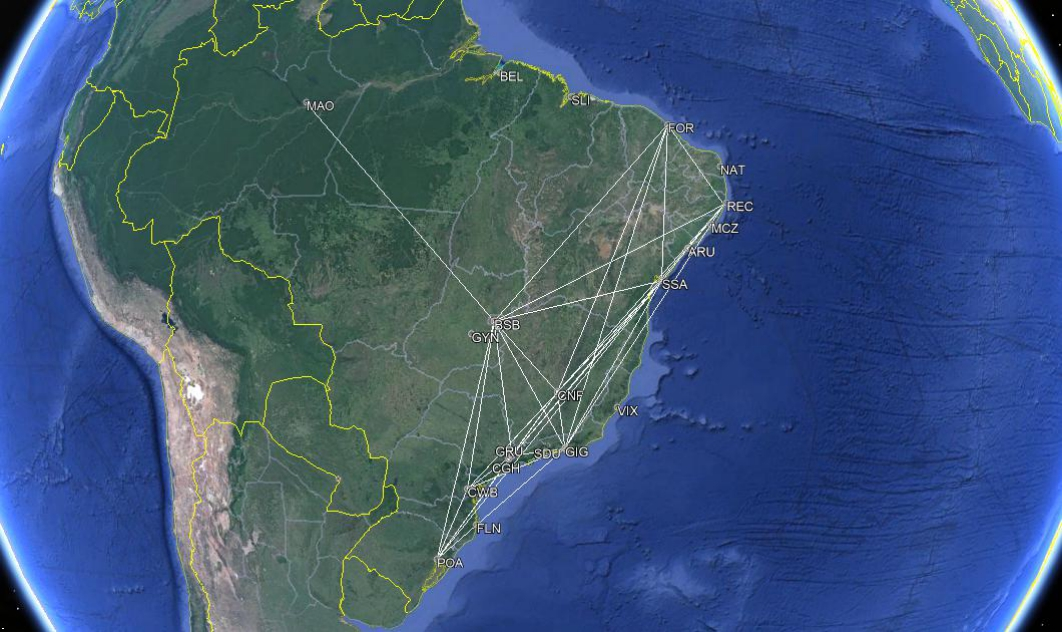 BEL
SLI
MAO
FOR
NAT
REC
MCZ
ARU
SSA
BSB
GYN
CNF
VIX
GRU
SDU
GIG
CGH
CWB
FLN
POA